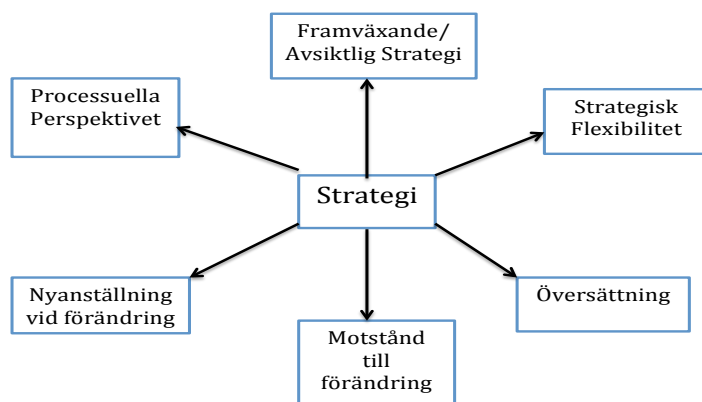 Framväxande/
Avsiktlig Strategi
Processuella
Perspektivet
Strategisk
Flexibilitet
Strategi
Nyanställning
vid förändring
Översättning
Motstånd
till
förändring